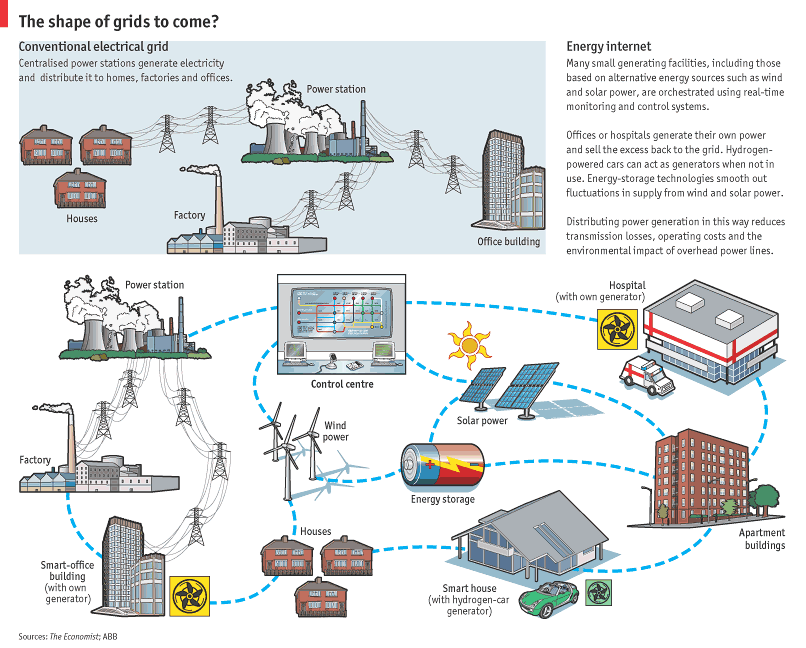 The shape of grids to come?
Conventional electrical grid
Centralised power stations generate electricity
and distribute it to homes, factories and offices.
Power station
Houses
Factory
Office building
Energy internet
Many small generating facilities, including those
based on alternative energy sources such as wind
and solar power, are orchestrated using real-time
monitoring and control systems.
Offices or hospitals generate their own power
and sell the excess back to the grid. Hydrogen-
powered cars can act as generators when not in
use. Energy-storage technologies smooth out
fluctuations in supply from wind and solar power.
Distributing power generation in this way reduces
transmission losses, operating costs and the
environmental impact of overhead power lines.
Power station
Control centre
Hospital
(with own generator)
Solar power
Wind
power
Factory
Energy storage
Apartment
buildings
Houses
Smart-office
building
(with own
generator)
Smart house
(with hydrogen-car
generator)
Sources: The Economist; ABB